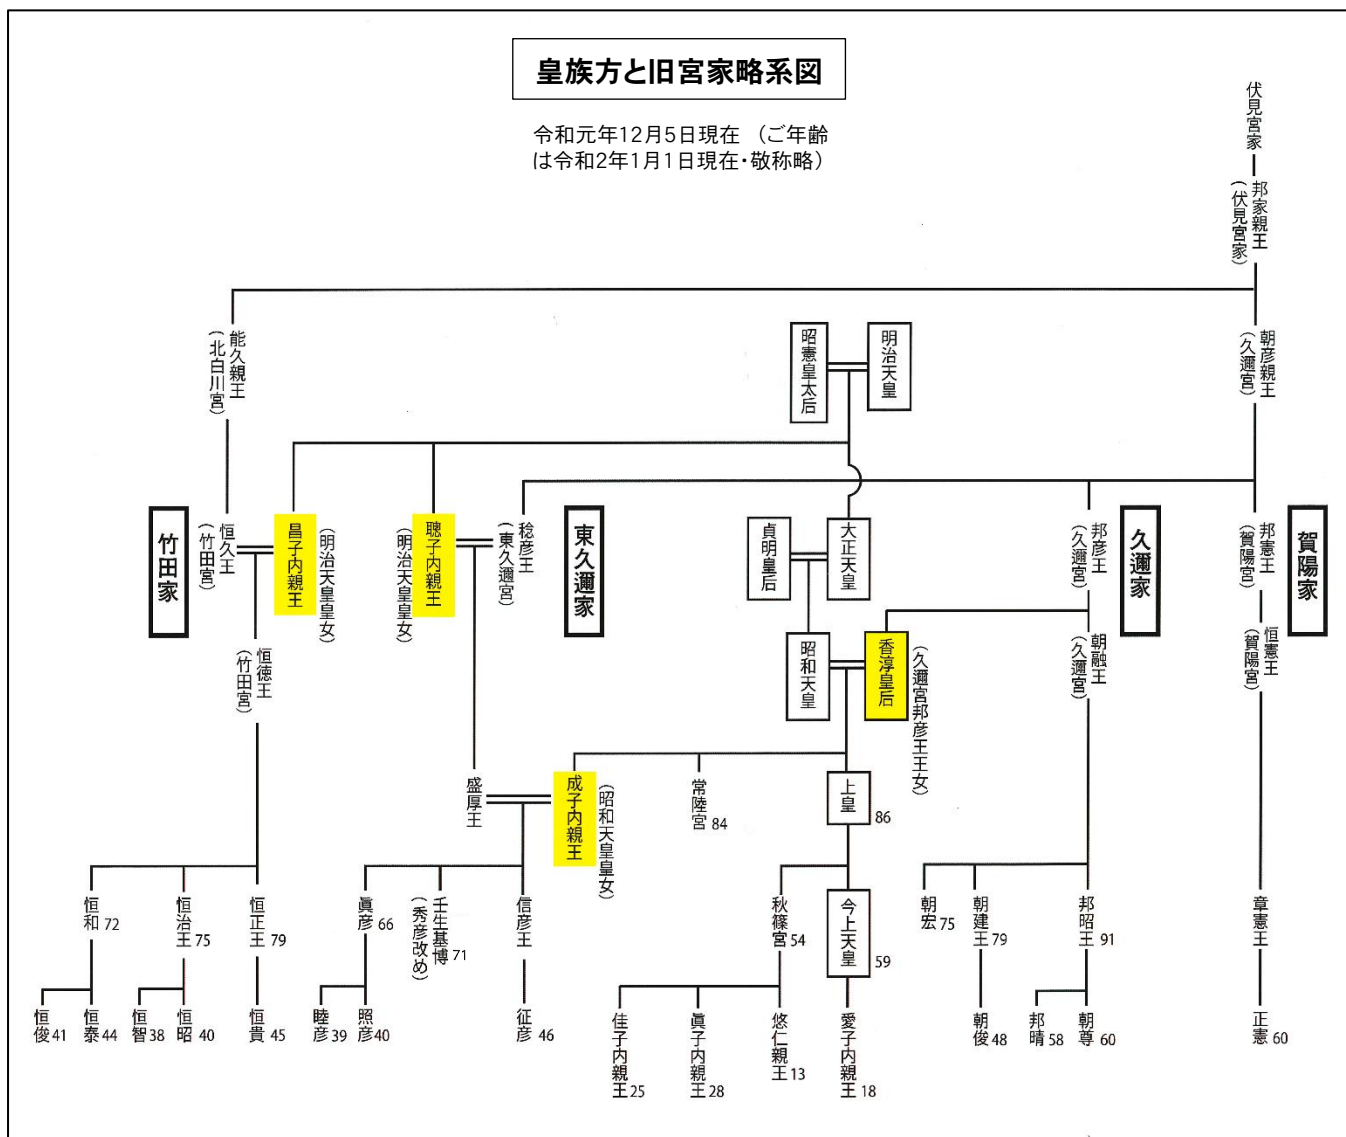 皇族方と旧宮家略系図
令和元年12月5日現在 (ご年齢
は令和2年1月1日現在・敬称略)
伏見宮家
邦家親王
(伏見宮家)
朝彦親王
(久邇宮)
能久親王
(北白川宮)
明治天皇
昭憲皇太后
賀陽家
邦憲王
(賀陽宮)
恒憲王
(賀陽宮)
章憲王
正憲 60
久邇家
邦彦王
(久邇宮)
朝融王
(久邇宮)
邦昭王 91
朝建王 79
朝宏 75
朝尊 60
邦晴 58
朝俊 48
大正天皇
貞明皇后
(久邇宮邦彦王王女)
香淳皇后
昭和天皇
上皇 86
常陸宮 84
今上天皇 59
秋篠宮 54
愛子内親王 18
悠仁親王 13
眞子内親王 28
佳子内親王 25
東久邇家
稔彦王
(東久邇宮)
聰子内親王
(明治天皇皇女)
(昭和天皇皇女)
成子内親王
盛厚王
信彦王
壬生基博 71
(秀彦改め)
眞彦 66
征彦 46
照彦 40
睦彦 39
(明治天皇皇女)
昌子内親王
恒久王
(竹田宮)
竹田家
恒徳王
(竹田宮)
恒正王 79
恒治王 75
恒和 72
恒貴 45
恒昭 40
恒智 38
恒泰 44
恒俊 41